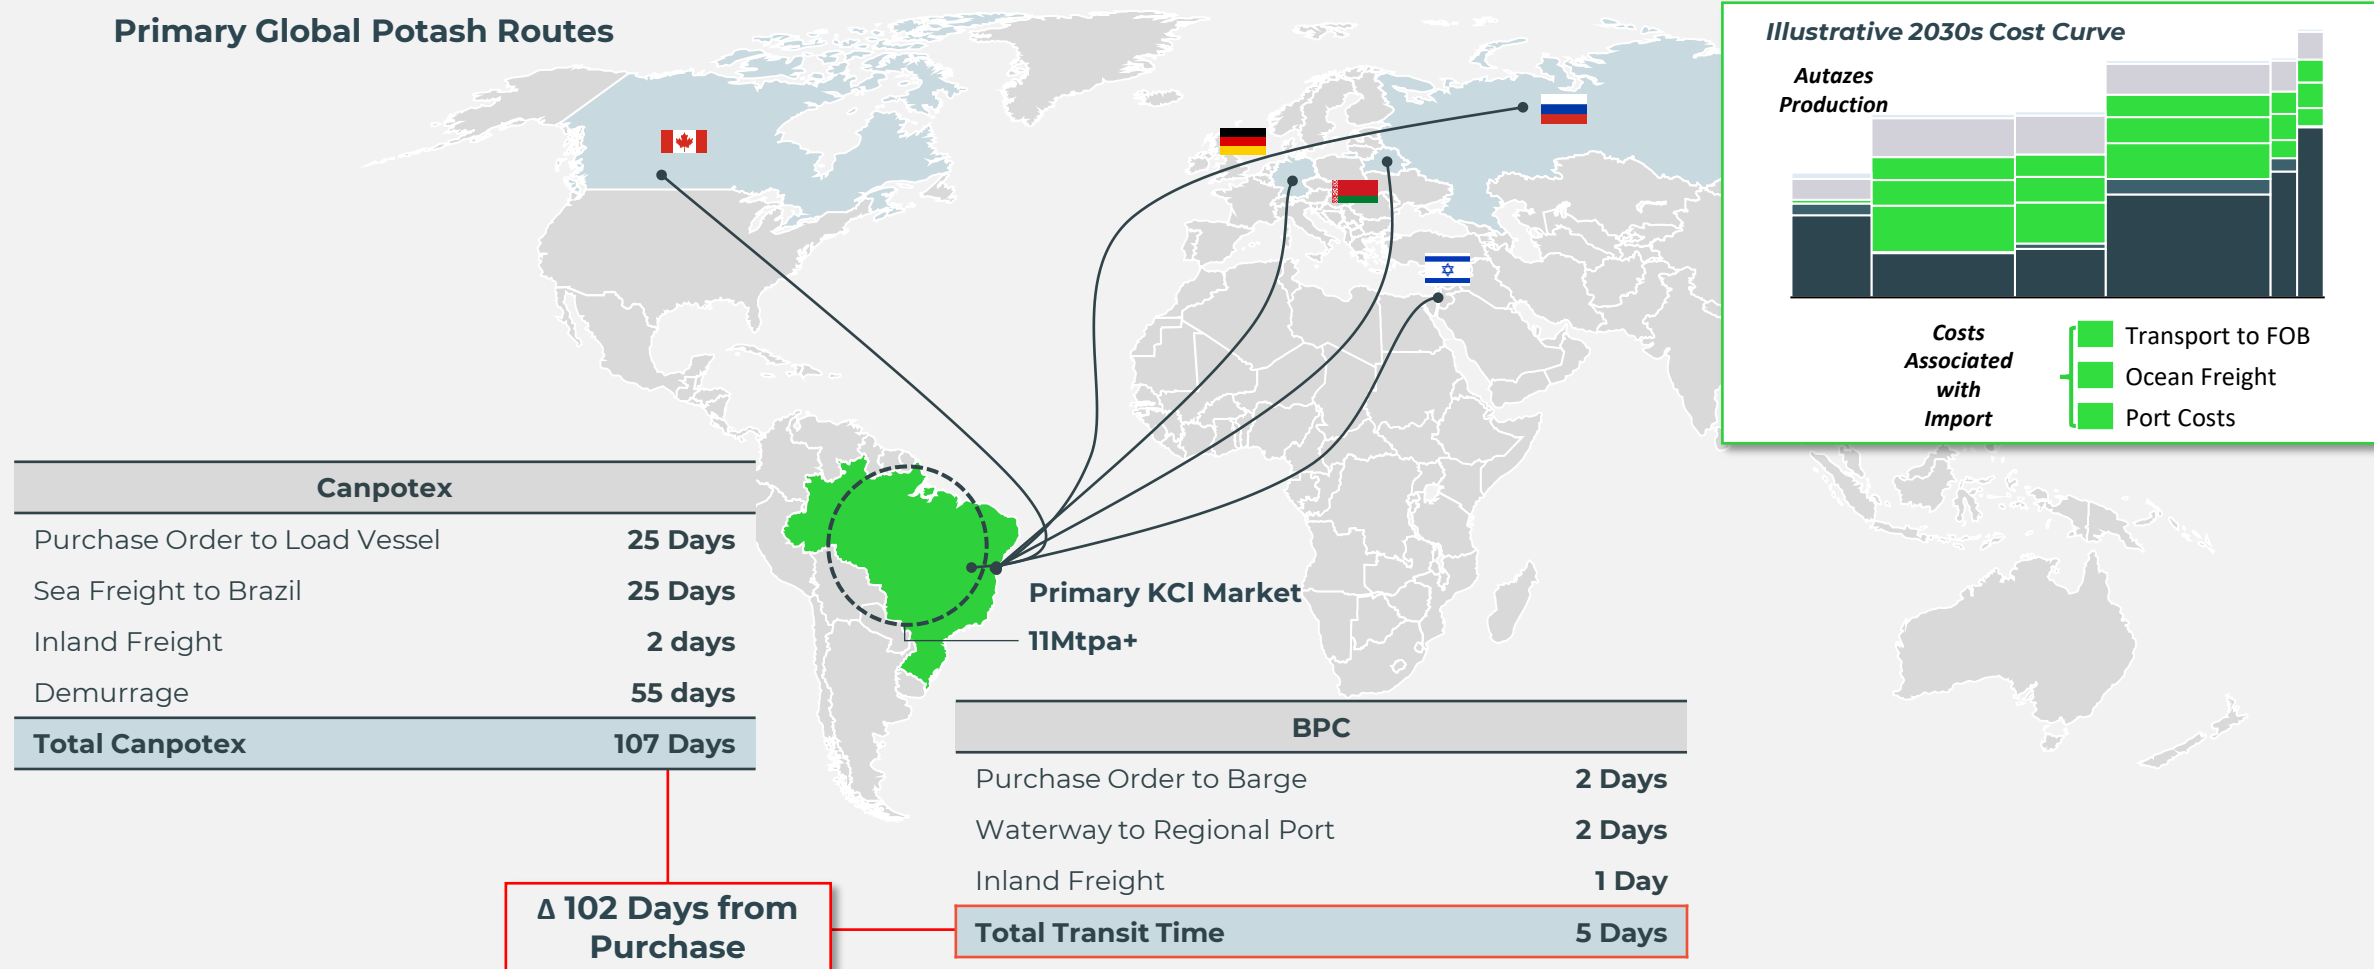 Primary Global Potash Routes
Illustrative 2030s Cost Curve
Autazes
Production
Costs
Associated
with
Import
Transport to FOB
Ocean Freight
Port Costs
Canpotex
Purchase Order to Load Vessel 25 Days
Sea Freight to Brazil 25 Days
Inland Freight 2 days
Demurrage 55 days
Total Canpotex 107 Days
Primary KCl Market
11Mtpa+
BPC
Purchase Order to Barge 2 Days
Waterway to Regional Port 2 Days
Inland Freight 1 Day
Total Transit Time 5 Days
Δ 102 Days from
Purchase